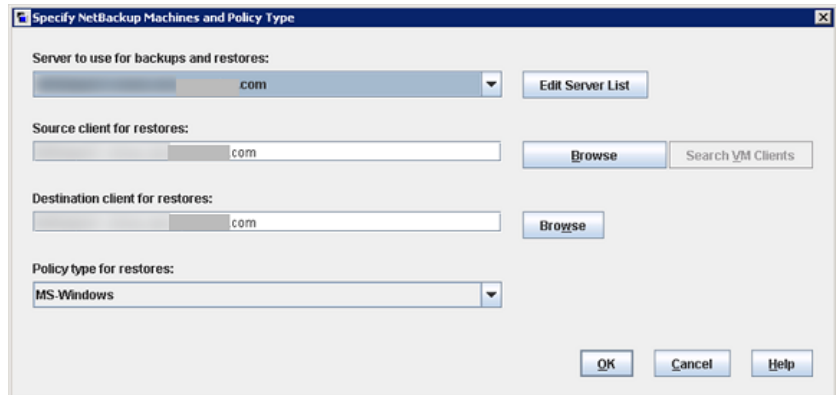 Specify NetBackup Machines and Policy Type
Server to use for backups and restores:
.com
Edit Server List
Source client for restores:
.com
Browse
Search VM Clients
Destination client for restores:
.com
Browse
Policy type for restores:
MS-Windows
OK
Cancel
Help